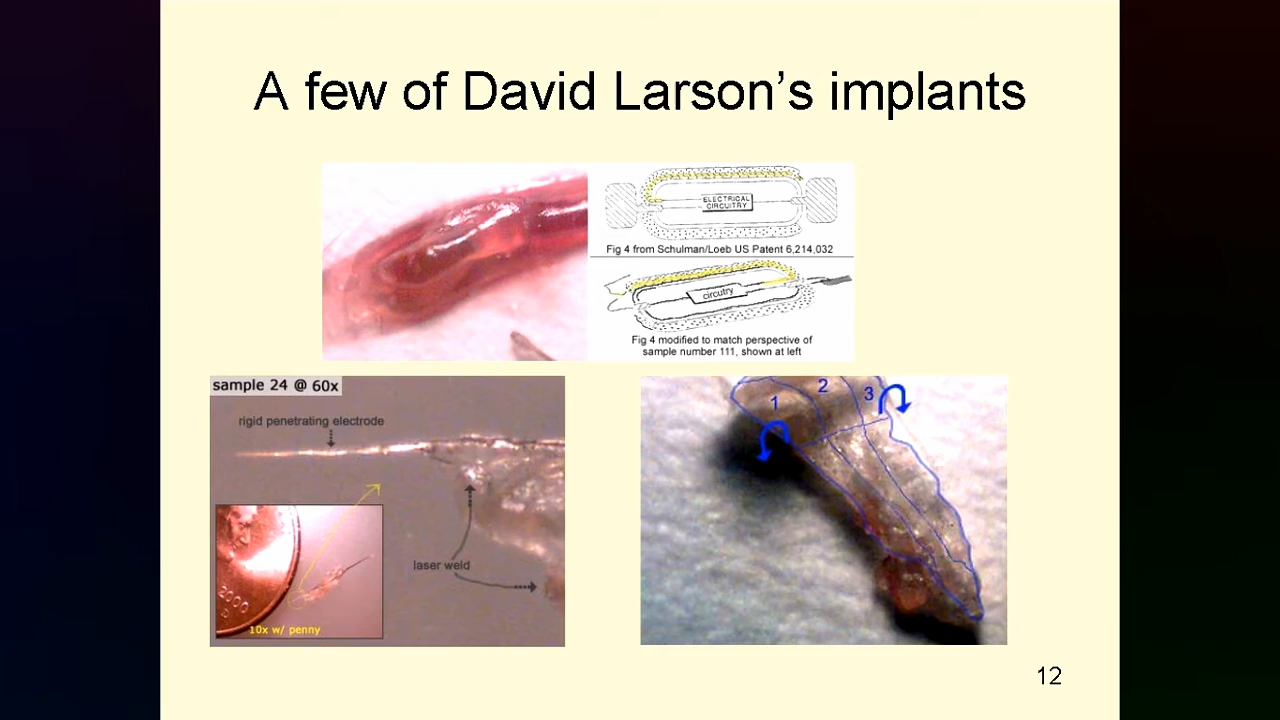 A few of David Larson's implants
ELECTRICAL
CIRCUITRY
Fig 4 from Schulman/Loeb US Patent 6,214,032
circutry
Fig 4 modified to match perspective of
sample number 111, shown at left
sample 24 @ 60x
rigid penetrating electrode
laser weld
2000
D
10x w/ penny
1
2
3
12